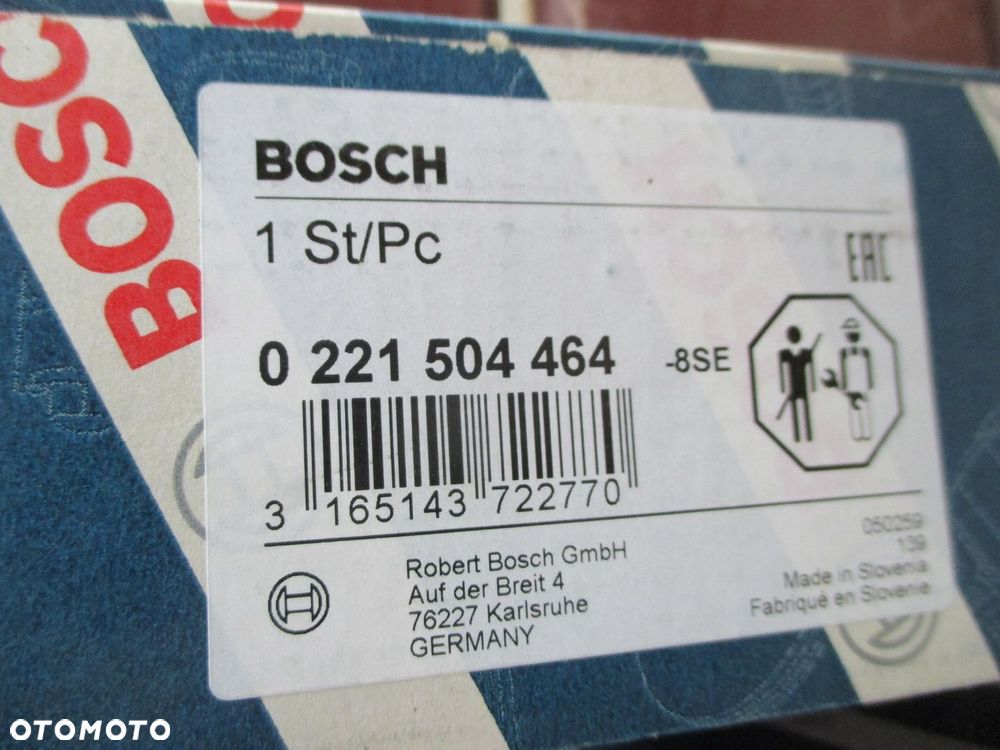 BOSCH
BOSC
BOSCH
1 St/Pc
EAC
0 221 504 464 -8SE
3 165143 722770
Robert Bosch GmbH
Auf der Breit 4
76227 Karlsruhe
GERMANY
050259
139
Made in Slovenia
Fabriqué en Slovenie
OTOMOTO